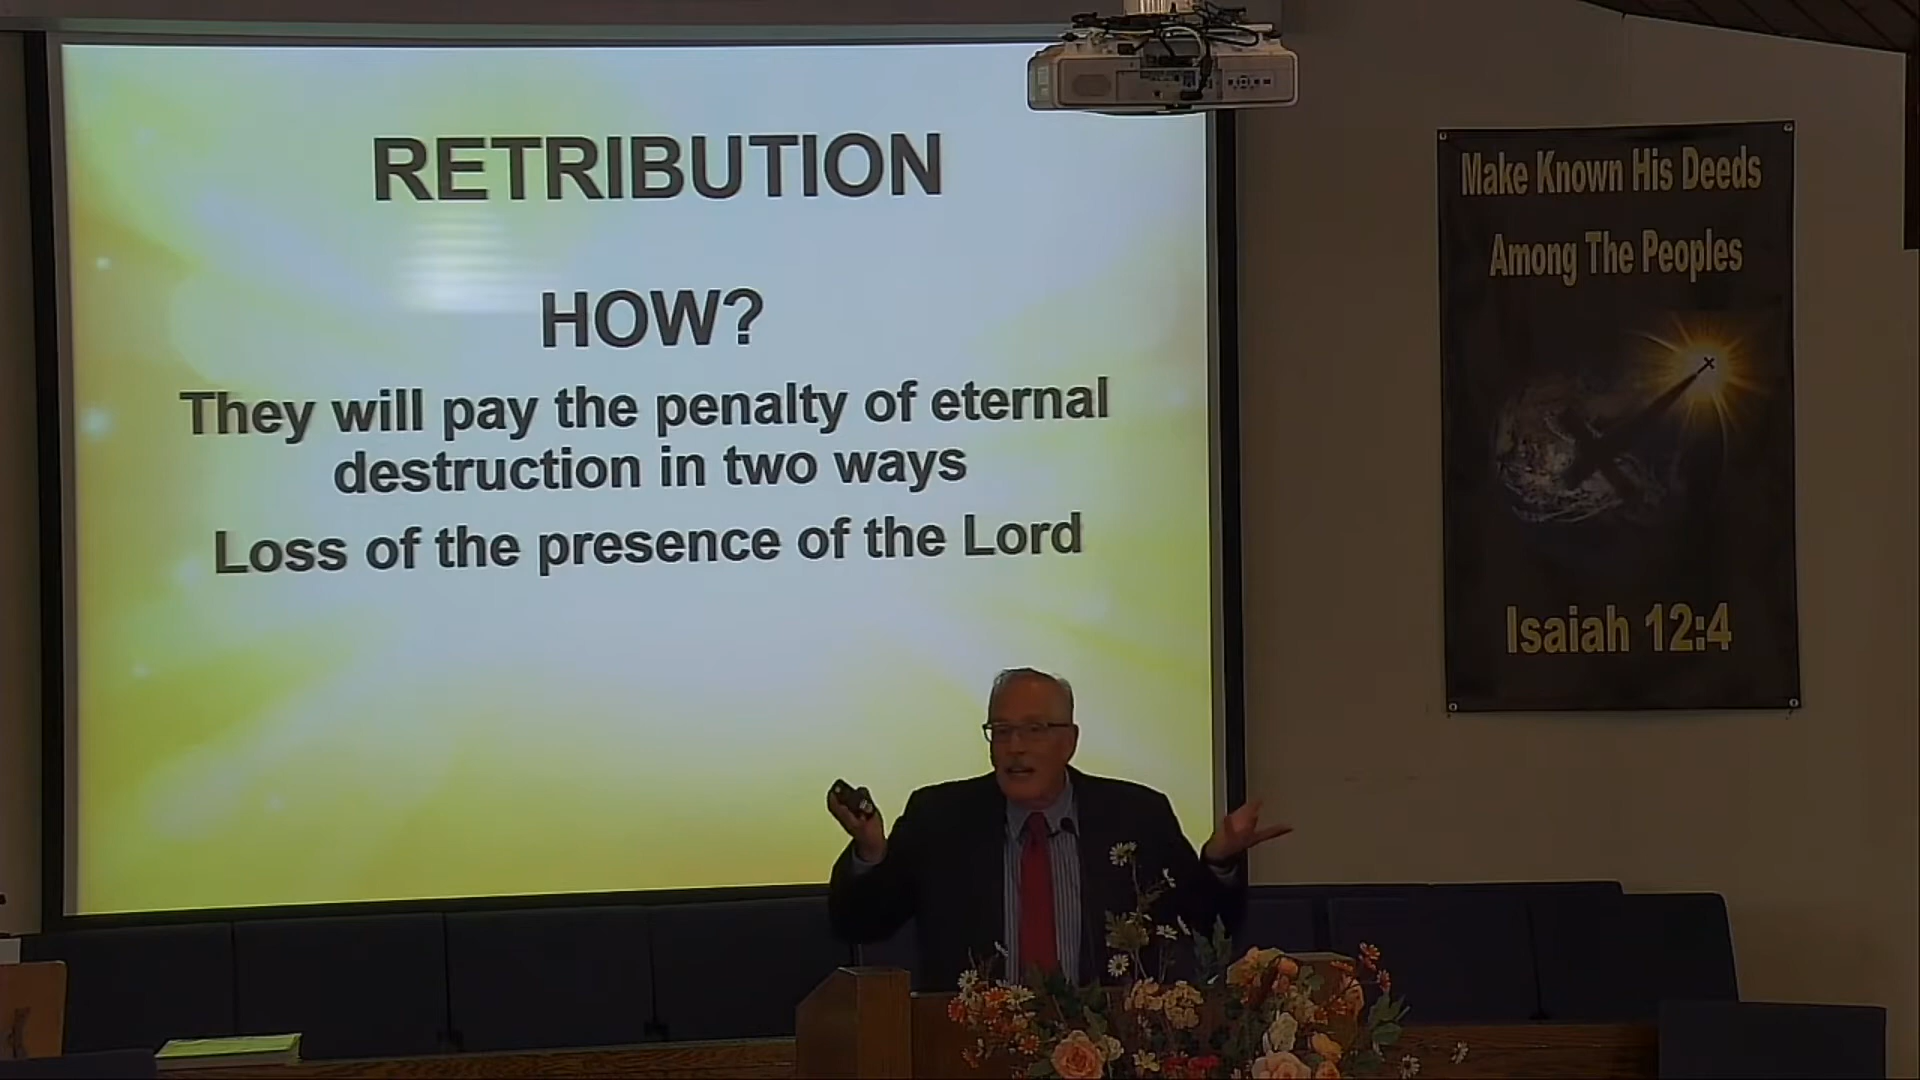 RETRIBUTION
HOW?
They will pay the penalty of eternal
destruction in two ways
Loss of the presence of the Lord
Make Known His Deeds
Among The Peoples
Isaiah 12:4